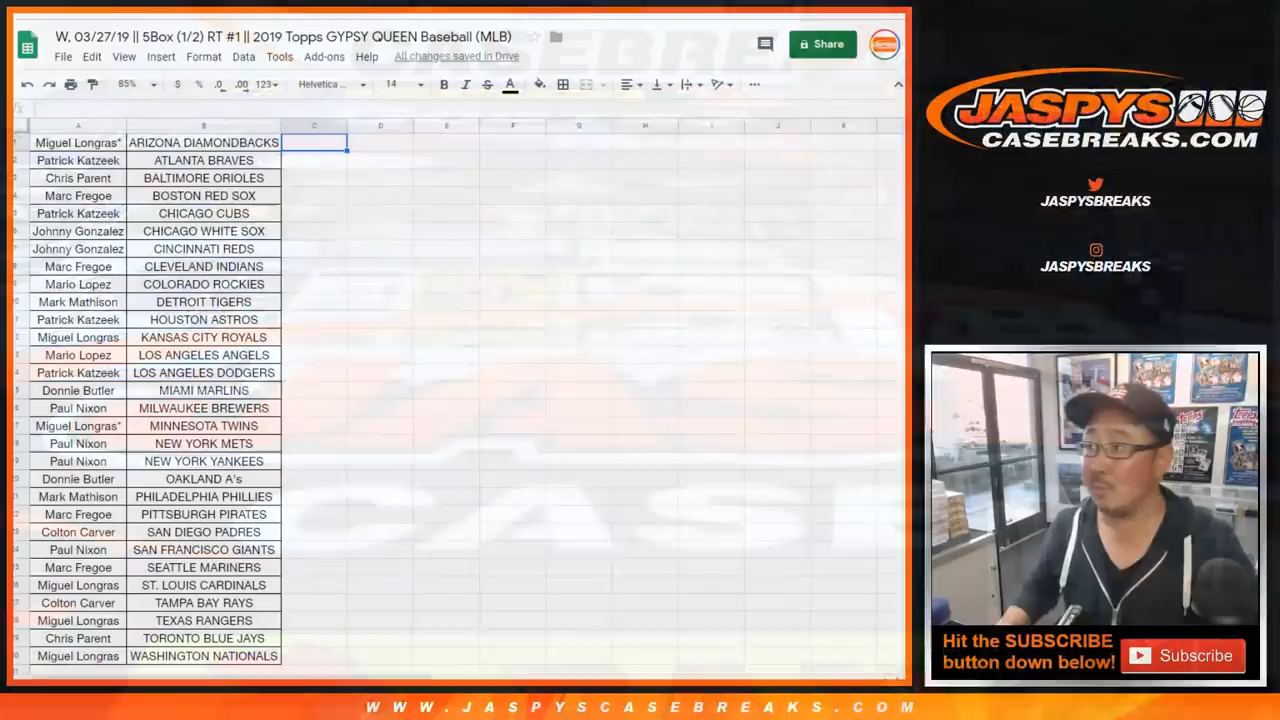 W, 03/27/19 || 5Box (1/2) RT #1 || 2019 Topps GYPSY QUEEN Baseball (MLB)
File Edit View Insert Format Data Tools Add-ons Help All changes saved in Drive
Share
85% $ % .0 .00 123 Helvetica ... 14 B I S A
A B C D E F G H I J K
Miguel Longras* ARIZONA DIAMONDBACKS
Patrick Katzeek ATLANTA BRAVES
Chris Parent BALTIMORE ORIOLES
Marc Fregoe BOSTON RED SOX
Patrick Katzeek CHICAGO CUBS
Johnny Gonzalez CHICAGO WHITE SOX
Johnny Gonzalez CINCINNATI REDS
Marc Fregoe CLEVELAND INDIANS
Mario Lopez COLORADO ROCKIES
Mark Mathison DETROIT TIGERS
Patrick Katzeek HOUSTON ASTROS
Miguel Longras KANSAS CITY ROYALS
Mario Lopez LOS ANGELES ANGELS
Patrick Katzeek LOS ANGELES DODGERS
Donnie Butler MIAMI MARLINS
Paul Nixon MILWAUKEE BREWERS
Miguel Longras* MINNESOTA TWINS
Paul Nixon NEW YORK METS
Paul Nixon NEW YORK YANKEES
Donnie Butler OAKLAND A's
Mark Mathison PHILADELPHIA PHILLIES
Marc Fregoe PITTSBURGH PIRATES
Colton Carver SAN DIEGO PADRES
Paul Nixon SAN FRANCISCO GIANTS
Marc Fregoe SEATTLE MARINERS
Miguel Longras ST. LOUIS CARDINALS
Colton Carver TAMPA BAY RAYS
Miguel Longras TEXAS RANGERS
Chris Parent TORONTO BLUE JAYS
Miguel Longras WASHINGTON NATIONALS
JASPYS
CASEBREAKS.COM
JASPYSBREAKS
JASPYSBREAKS
Hit the SUBSCRIBE
button down below!
Subscribe
WWW.JASPYSCASEBREAKS.COM